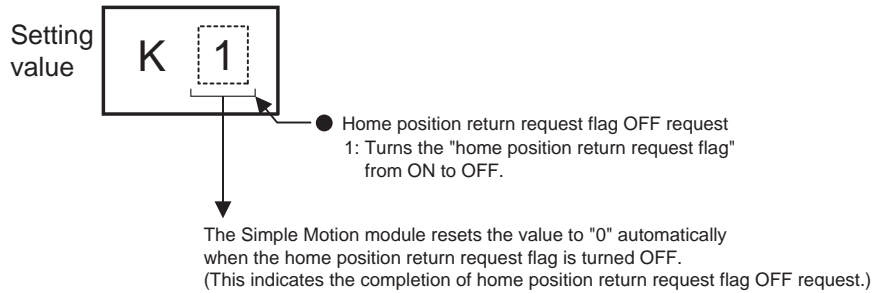 Setting
value
K 1
Home position return request flag OFF request
1: Turns the "home position return request flag"
from ON to OFF.
The Simple Motion module resets the value to "0" automatically
when the home position return request flag is turned OFF.
(This indicates the completion of home position return request flag OFF request.)